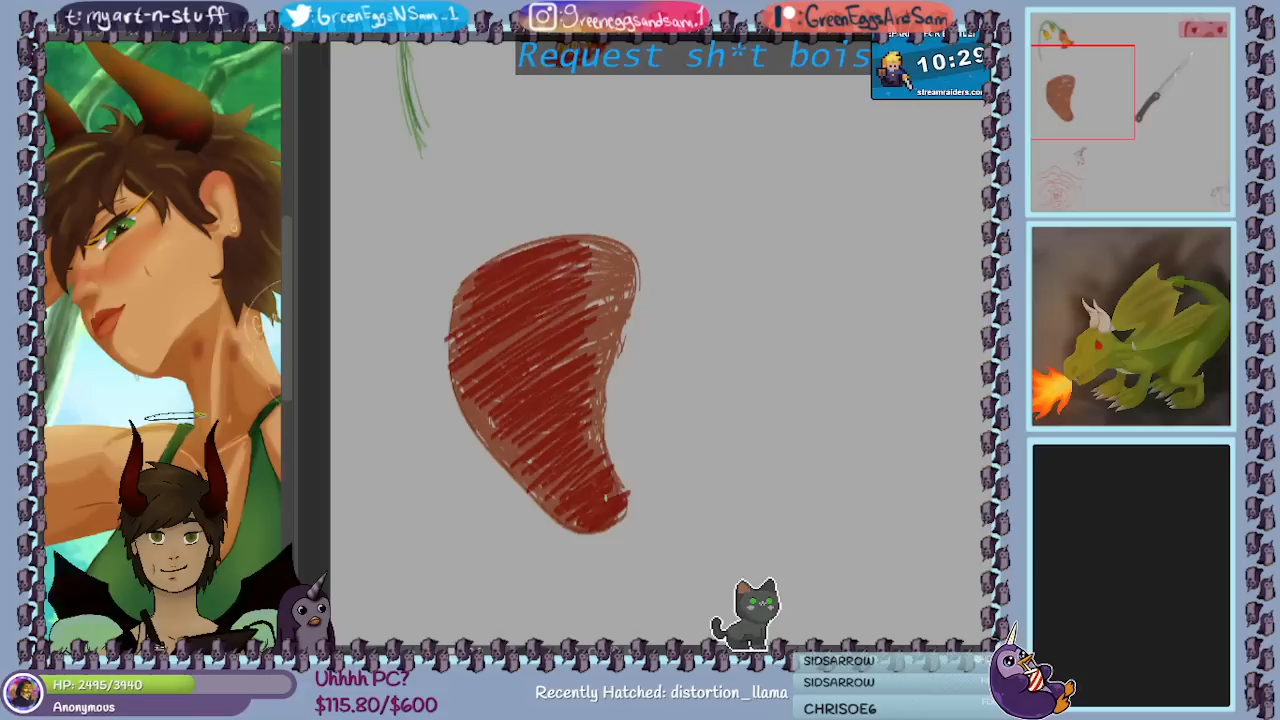 t:myart-n-stuff
:GreenEggsNSam_1
:greeneggsandsam.1
:GreenEggsAndSam
Request sh*t bois
10:29
streamraiders.co
HP: 2495/3940
Anonymous
Uhhhh PC?
$115.80/$600
Recently Hatched: distortion_llama
SIDSARROW
SIDSARROW
CHRISOE6